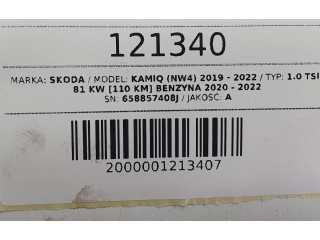 121340
MARKA: SKODA / MODEL: KAMIQ (NW4) 2019 - 2022 / TYP: 1.0 TSI
81 KW [110 KM] BENZYNA 2020 - 2022
SN: 658857408J / JAKOŚĆ: A
2000001213407